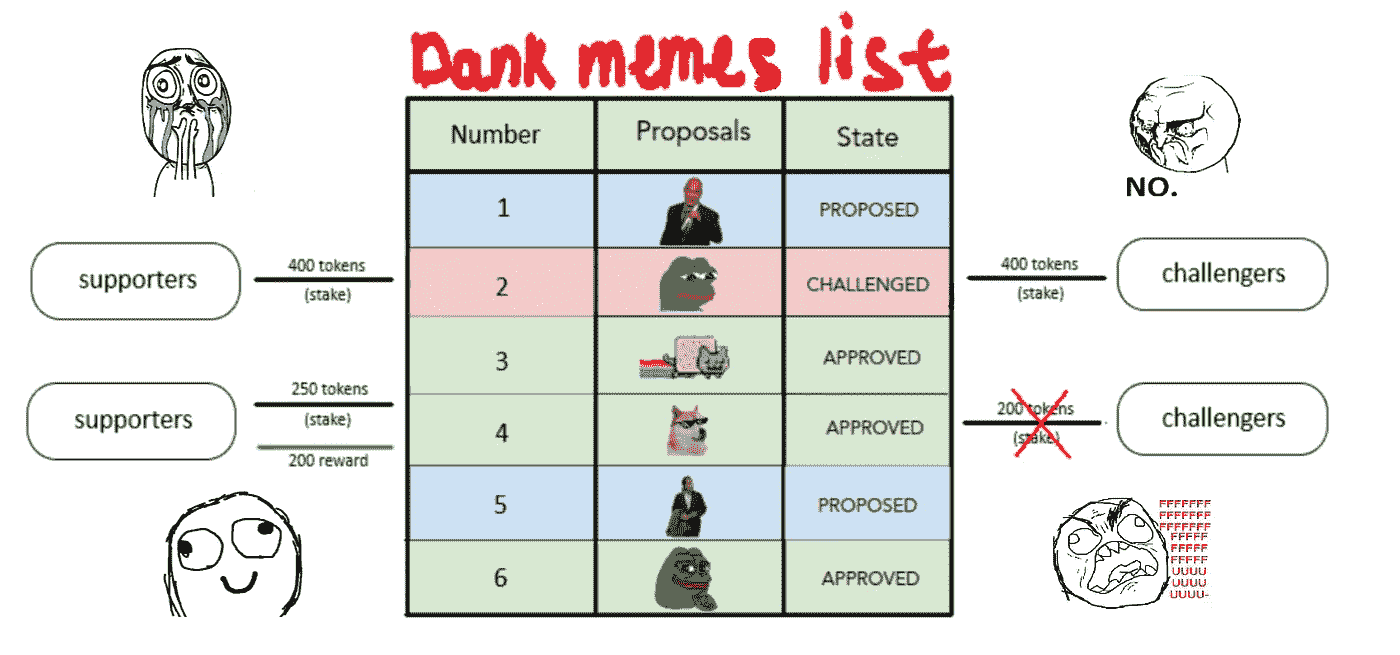 Dank memes list
Number Proposals State
1 PROPOSED
2 CHALLENGED
3 APPROVED
4 APPROVED
5 PROPOSED
6 APPROVED
supporters
400 tokens
(stake)
supporters
250 tokens
(stake)
200 reward
NO.
400 tokens
(stake)
challengers
200 tokens
(stake)
challengers
FFFFFFF
FFFFFFF
FFFFFFF
FFFFF
FFFFF
FFFFF
UUUU
UUUU
UUUU-